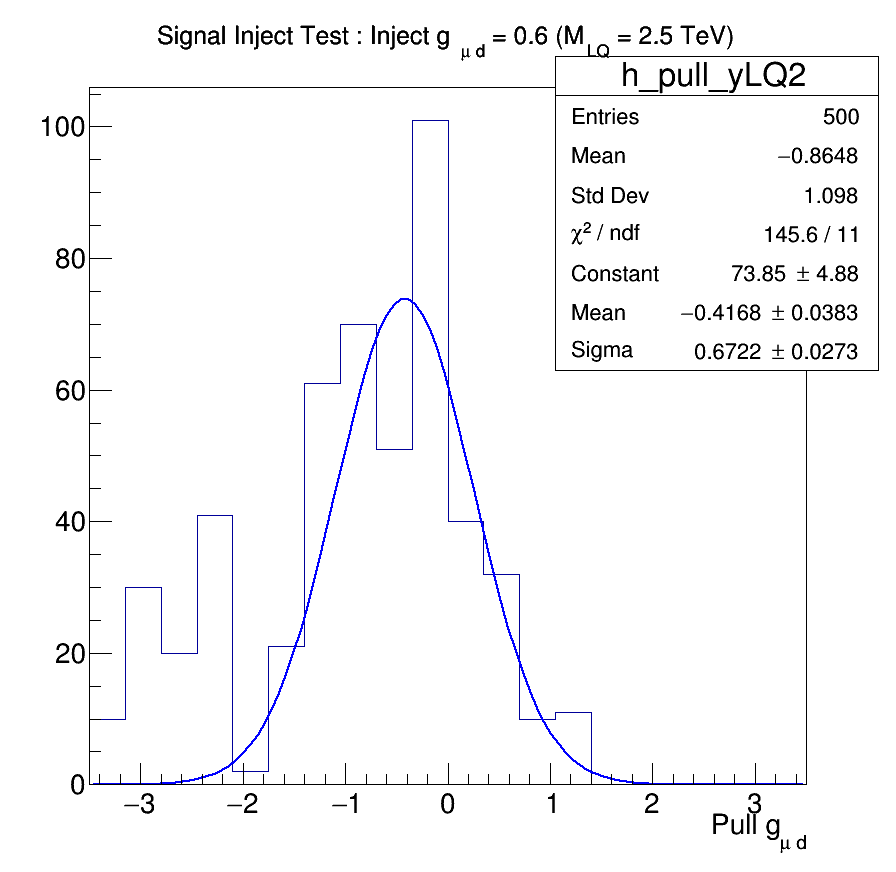 Signal Inject Test : Inject g μ d = 0.6 (M LQ = 2.5 TeV)
h_pull_yLQ2
Entries 500
Mean −0.8648
Std Dev 1.098
χ² / ndf 145.6 / 11
Constant 73.85 ± 4.88
Mean −0.4168 ± 0.0383
Sigma 0.6722 ± 0.0273
100
80
60
40
20
0
−3 −2 −1 0 1 2 3
Pull g μ d